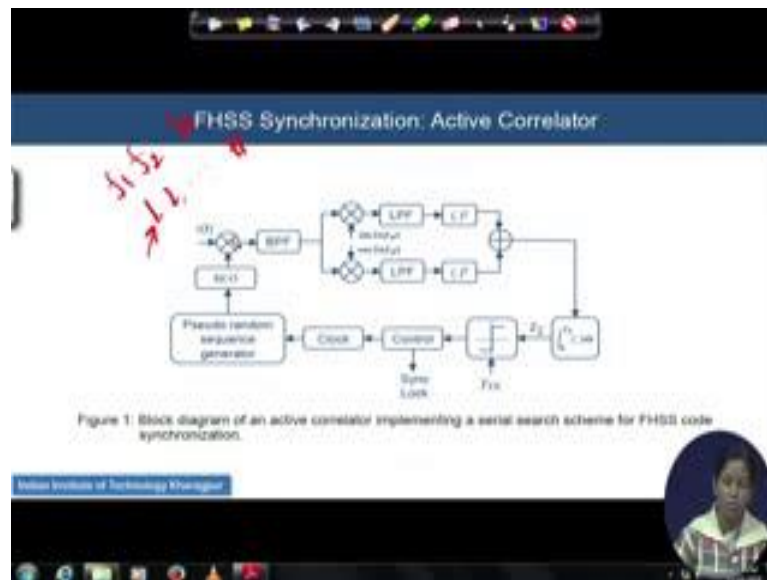 FHSS Synchronization: Active Correlator
f1 f2
BPF
LPF
LPF
Pseudo random
sequence
generator
Clock
Control
Sync
Lock
Figure 1: Block diagram of an active correlator implementing a serial search scheme for FHSS code
synchronization.
Indian Institute of Technology Kharagpur